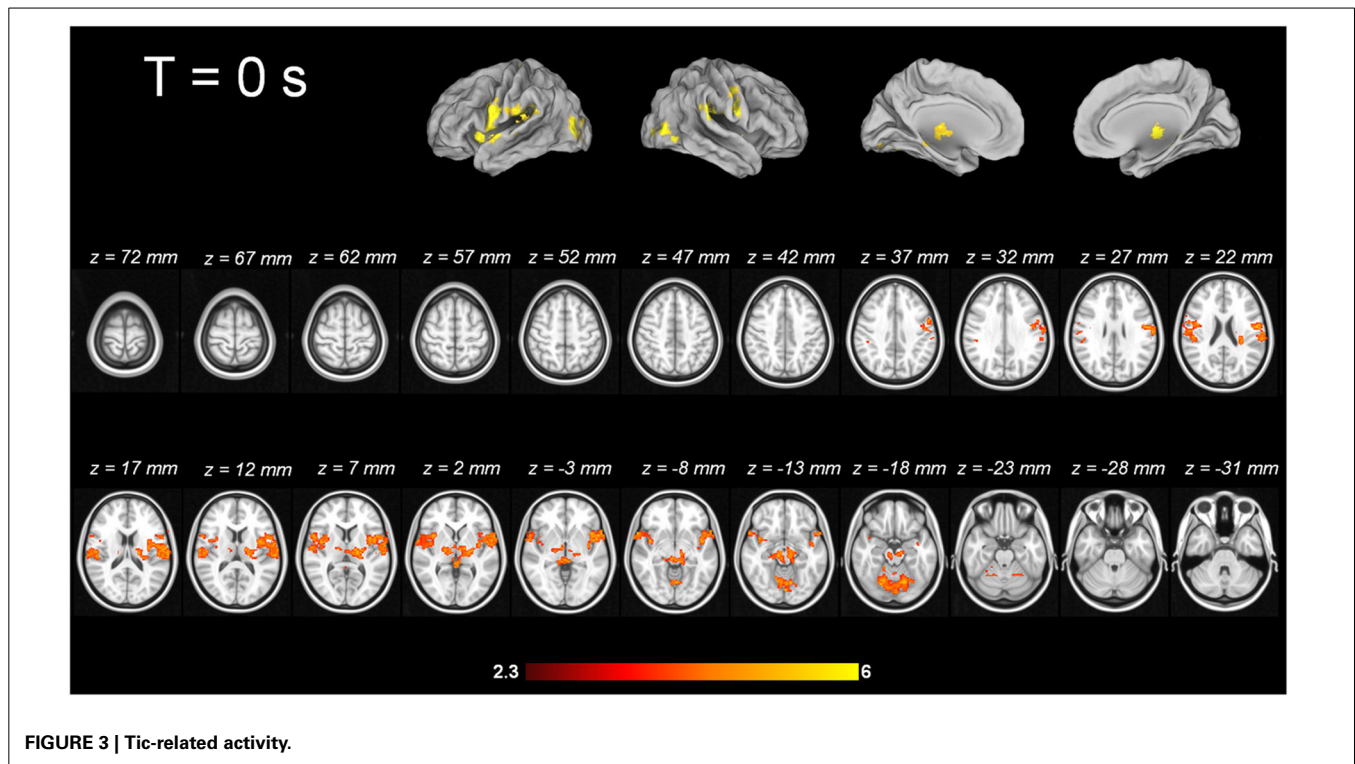 T = 0 s
z = 72 mm z = 67 mm z = 62 mm z = 57 mm z = 52 mm z = 47 mm z = 42 mm z = 37 mm z = 32 mm z = 27 mm z = 22 mm
z = 17 mm z = 12 mm z = 7 mm z = 2 mm z = -3 mm z = -8 mm z = -13 mm z = -18 mm z = -23 mm z = -28 mm z = -31 mm
2.3 6
FIGURE 3 | Tic-related activity.